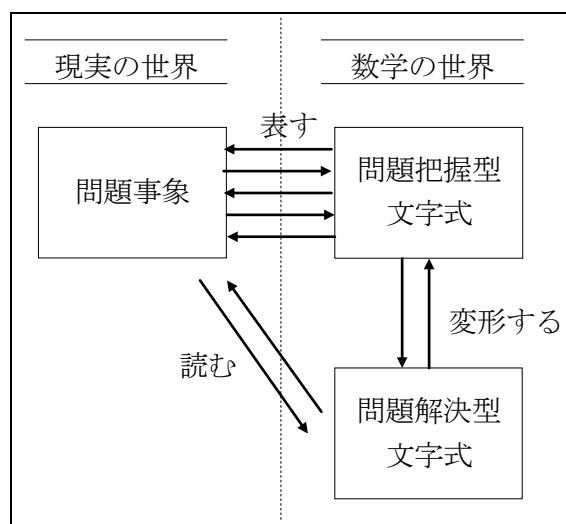 現実の世界
数学の世界
表す
問題事象
問題把握型
文字式
変形する
読む
問題解決型
文字式